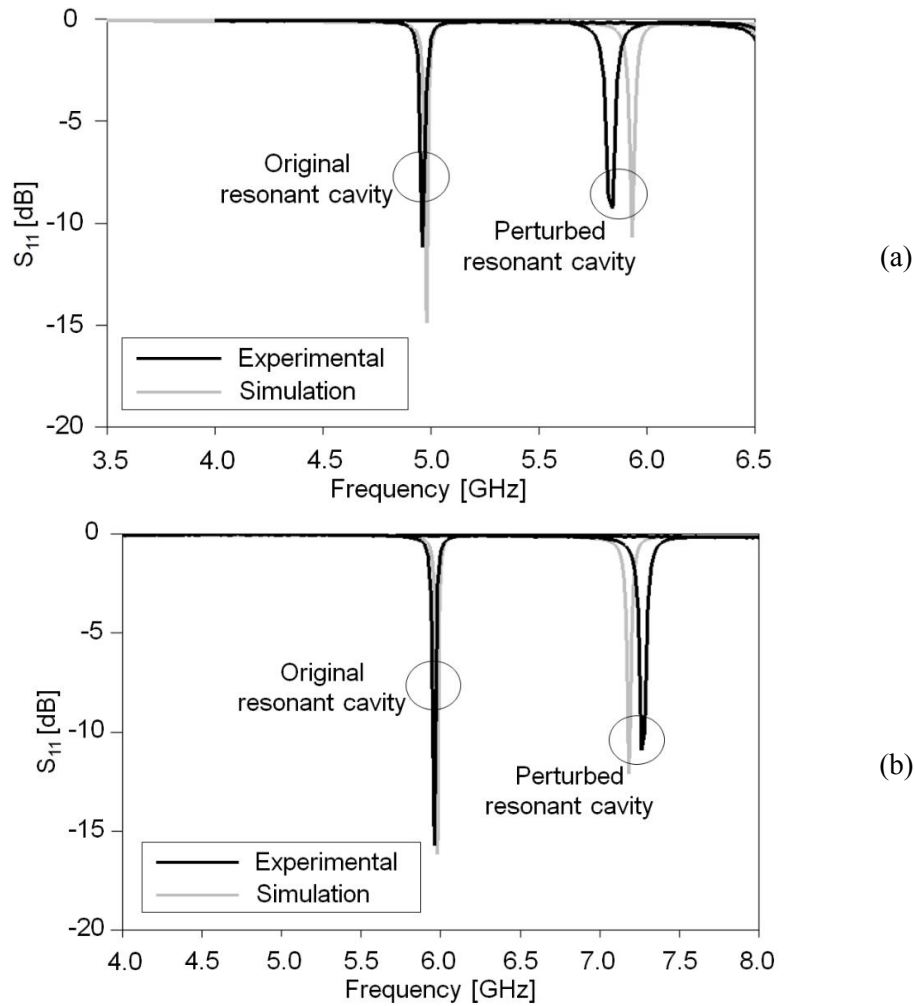 0
-5
-10
-15
-20
S11 [dB]
Original
resonant cavity
Perturbed
resonant cavity
Experimental
Simulation
3.5 4.0 4.5 5.0 5.5 6.0 6.5
Frequency [GHz]
(a)
0
-5
-10
-15
-20
S11 [dB]
Original
resonant cavity
Perturbed
resonant cavity
Experimental
Simulation
4.0 4.5 5.0 5.5 6.0 6.5 7.0 7.5 8.0
Frequency [GHz]
(b)